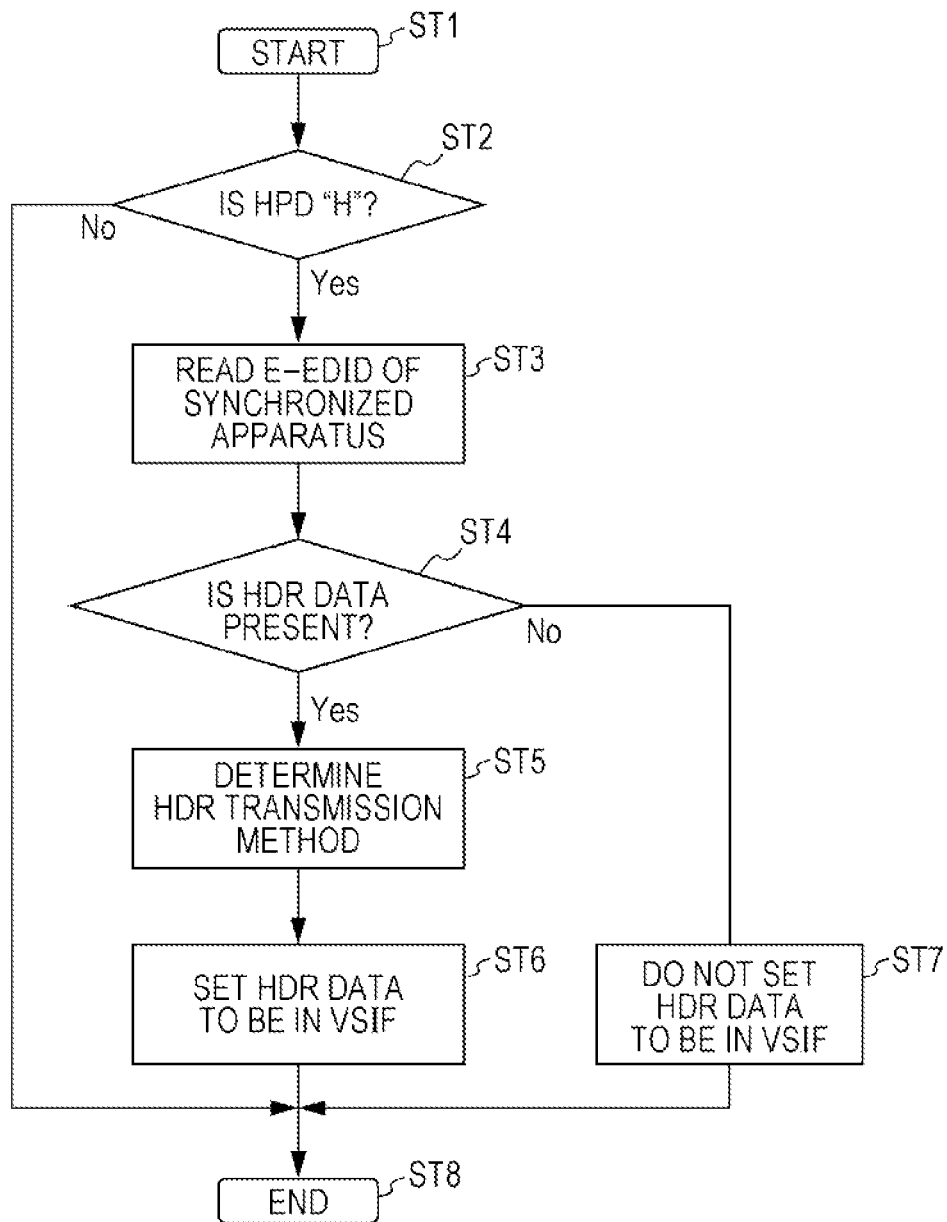 ST1
START
ST2
IS HPD “H”?
No
Yes
READ E-EDID OF
SYNCHRONIZED
APPARATUS
ST3
ST4
IS HDR DATA
PRESENT?
No
Yes
DETERMINE
HDR TRANSMISSION
METHOD
ST5
SET HDR DATA
TO BE IN VSIF
ST6
DO NOT SET
HDR DATA
TO BE IN VSIF
ST7
END
ST8